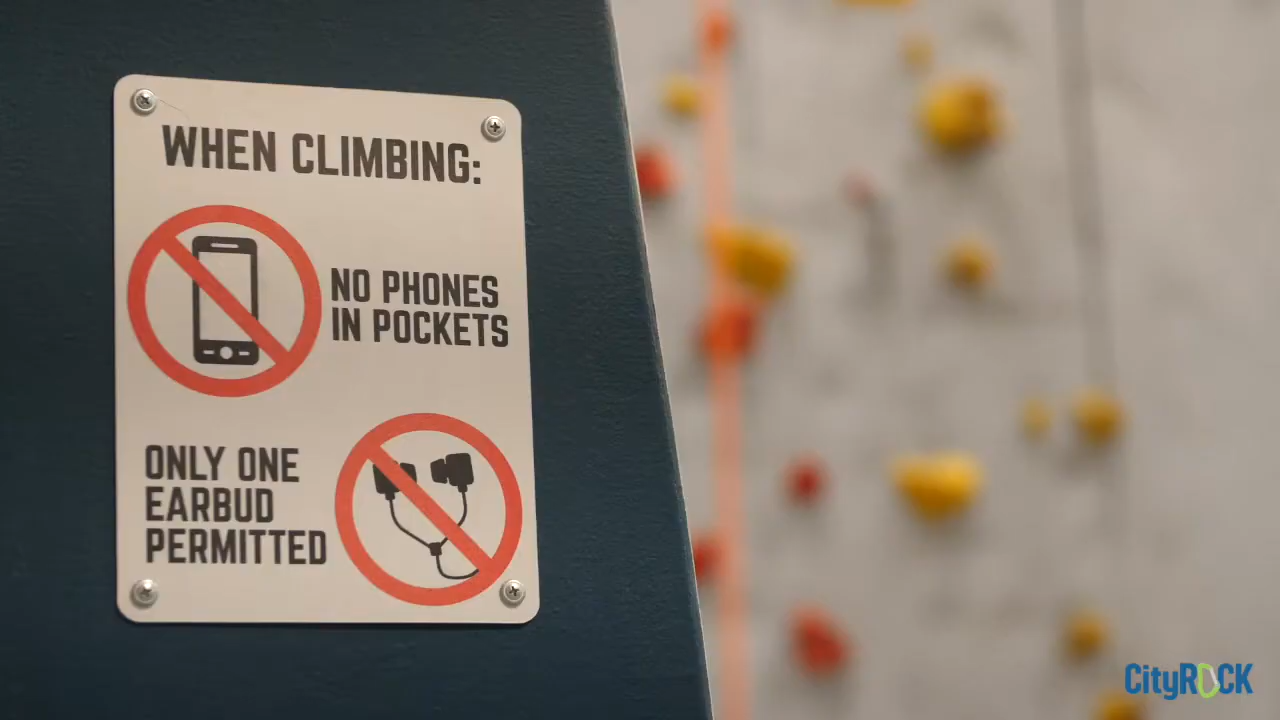 WHEN CLIMBING:
NO PHONES
IN POCKETS
ONLY ONE
EARBUD
PERMITTED
CityROCK